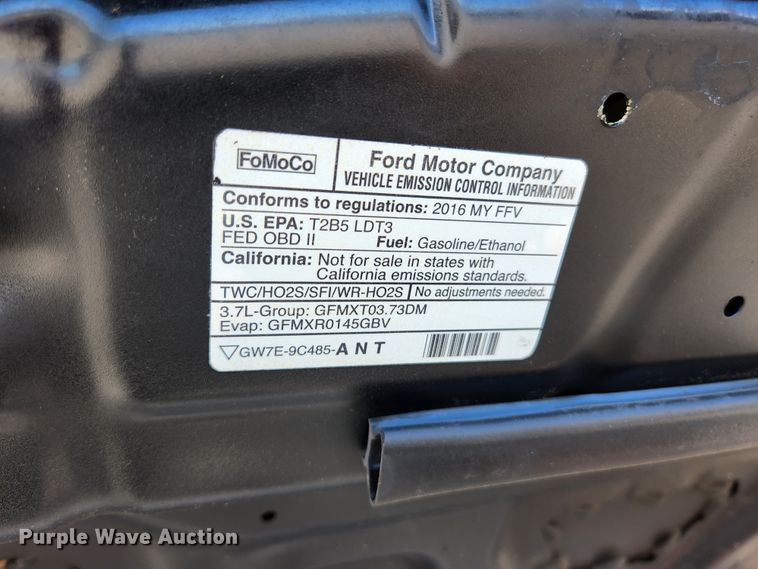 FoMoCo
Ford Motor Company
VEHICLE EMISSION CONTROL INFORMATION
Conforms to regulations: 2016 MY FFV
U.S. EPA: T2B5 LDT3
FED OBD II Fuel: Gasoline/Ethanol
California: Not for sale in states with
California emissions standards.
TWC/HO2S/SFI/WR-HO2S No adjustments needed.
3.7L-Group: GFMXT03.73DM
Evap: GFMXR0145GBV
GW7E-9C485-A N T
Purple Wave Auction®